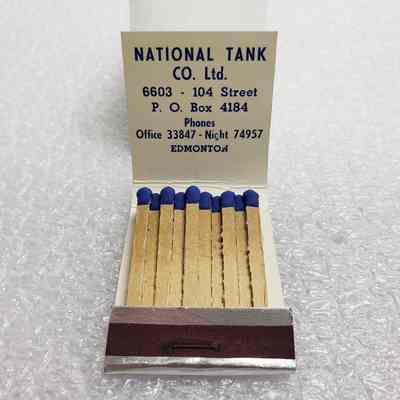 NATIONAL TANK
CO. Ltd.
6603 - 104 Street
P. O. Box 4184
Phones
Office 33847 - Night 74957
EDMONTON